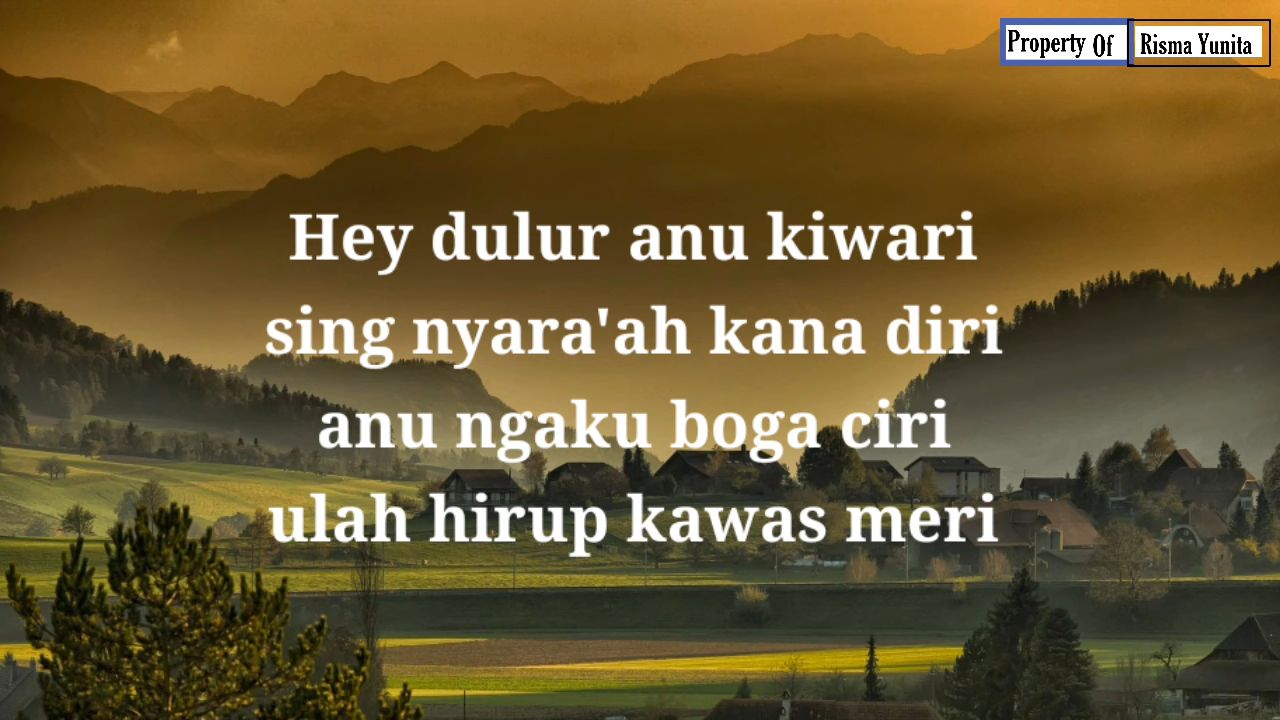 Property Of Risma Yunita
Hey dulur anu kiwari
sing nyara'ah kana diri
anu ngaku boga ciri
ulah hirup kawas meri